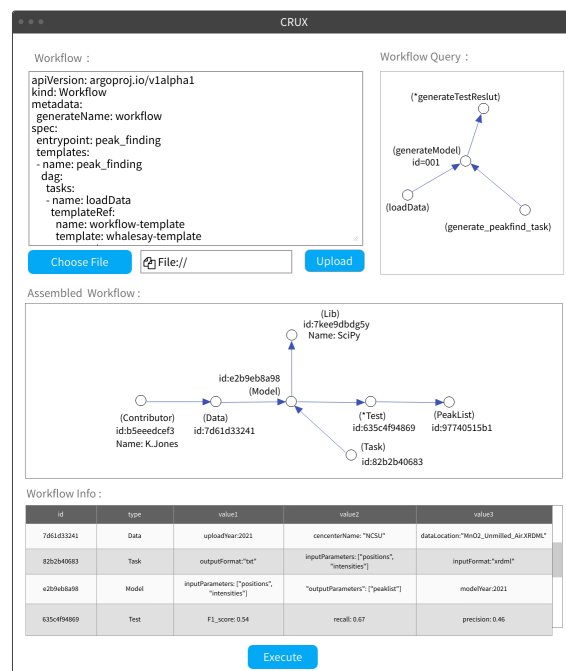 CRUX
Workflow :
apiVersion: argoproj.io/v1alpha1
kind: Workflow
metadata:
generateName: workflow
spec:
entrypoint: peak_finding
templates:
- name: peak_finding
dag:
tasks:
- name: loadData
templateRef:
name: workflow-template
template: whalesay-template
Choose File
File://
Upload
Workflow Query :
(*generateTestReslut)
(generateModel)
id=001
(loadData)
(generate_peakfind_task)
Assembled Workflow :
(Lib)
id:7kee9dbdg5y
Name: SciPy
id:e2b9eb8a98
(Model)
(Contributor)
id:b5eeedcef3
Name: K.Jones
(Data)
id:7d61d33241
(*Test)
id:635c4f94869
(PeakList)
id:97740515b1
(Task)
id:82b2b40683
Workflow Info :
id type value1 value2 value3
7d61d33241 Data uploadYear:2021 cencenterName: "NCSU" dataLocation:"MnO2_Unmilled_Air.XRDML"
82b2b40683 Task outputFormat:"txt" inputParameters: ["positions", "intensities"] inputFormat:"xrdml"
e2b9eb8a98 Model inputParameters: ["positions", "intensities"] "outputParameters": ["peaklist"] modelYear:2021
635c4f94869 Test F1_score: 0.54 recall: 0.67 precision: 0.46
Execute